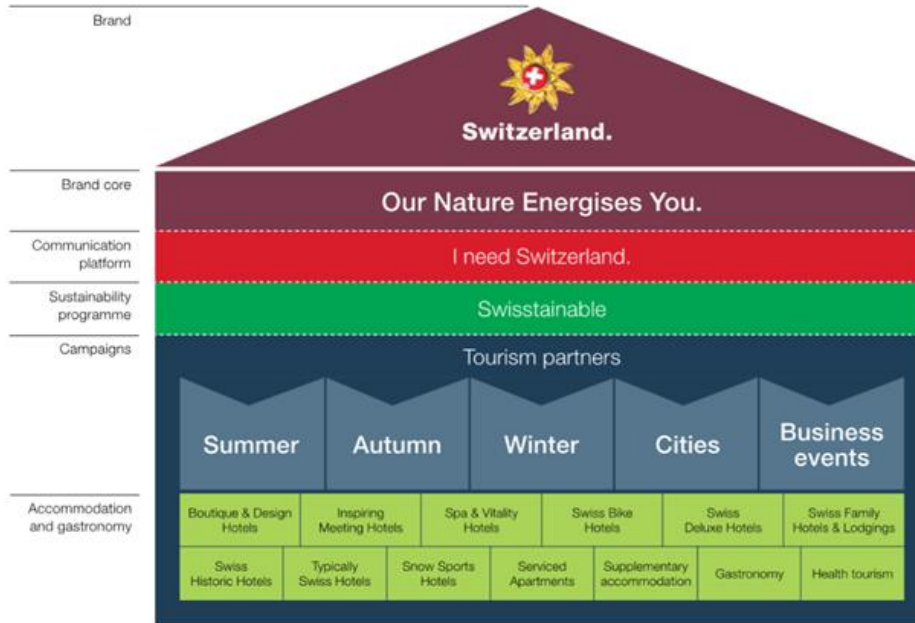 Brand
Switzerland.
Brand core
Our Nature Energises You.
Communication
platform
I need Switzerland.
Sustainability
programme
Swisstainable
Campaigns
Tourism partners
Summer
Autumn
Winter
Cities
Business
events
Accommodation
and gastronomy
Boutique & Design
Hotels
Inspiring
Meeting Hotels
Spa & Vitality
Hotels
Swiss Bike
Hotels
Swiss
Deluxe Hotels
Swiss Family
Hotels & Lodgings
Swiss
Historic Hotels
Typically
Swiss Hotels
Snow Sports
Hotels
Serviced
Apartments
Supplementary
accommodation
Gastronomy
Health tourism